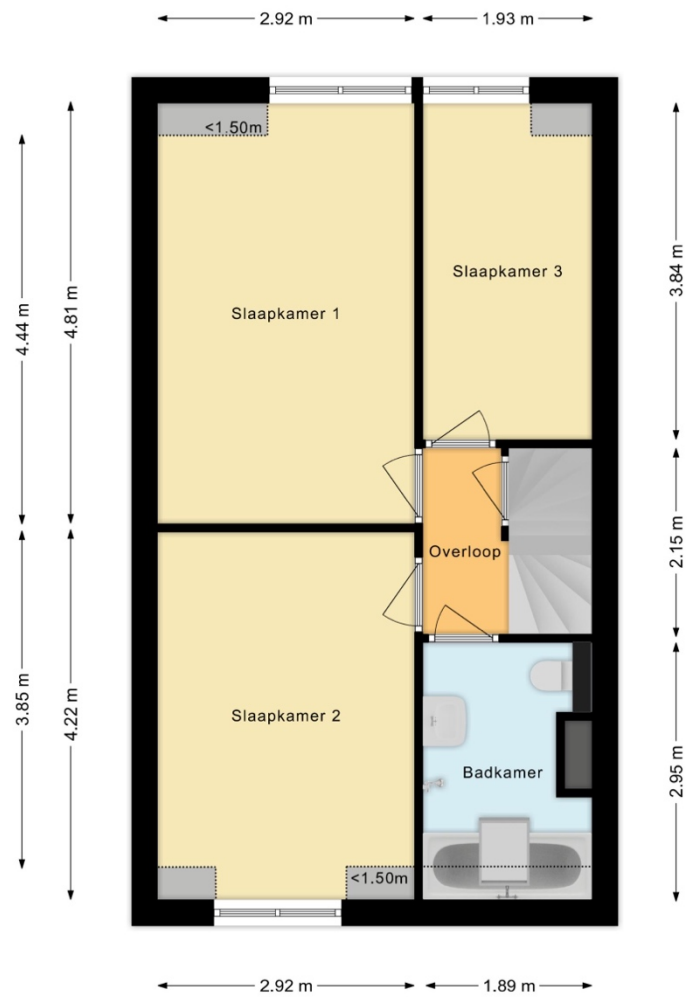 2.92 m
1.93 m
<1.50m
Slaapkamer 3
Slaapkamer 1
4.44 m
4.81 m
3.84 m
Overloop
2.15 m
Slaapkamer 2
3.85 m
4.22 m
Badkamer
2.95 m
<1.50m
2.92 m
1.89 m